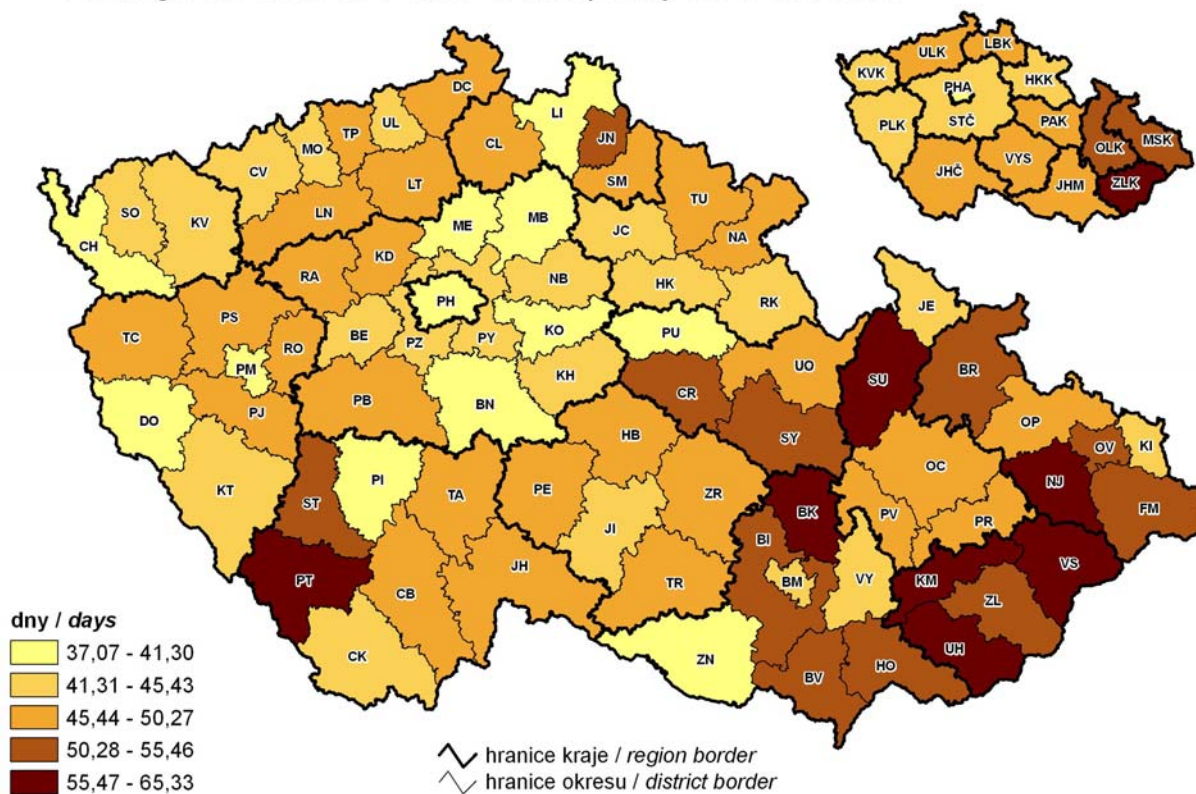 DC
LI
JN
UL
TP
MO
CL
CV
LT
SM
TU
SO
KV
LN
ME
MB
JC
NA
CH
RA
KD
NB
HK
RK
JE
PH
TC
PS
RO
BE
PZ
PY
KO
PU
PM
UO
SU
BR
DO
PJ
PB
BN
KH
CR
SY
OP
OV
KI
KT
ST
PI
TA
PE
HB
ZR
OC
NJ
FM
JI
BK
PV
PR
BI
PT
CB
JH
TR
BM
VY
KM
VS
ZL
CK
ZN
BV
HO
UH
ULK
LBK
KVK
PHA
HKK
STČ
PLK
PAK
OLK
MSK
VYS
JHČ
JHM
ZLK
dny / days
37,07 - 41,30
41,31 - 45,43
45,44 - 50,27
50,28 - 55,46
55,47 - 65,33
hranice kraje / region border
hranice okresu / district border